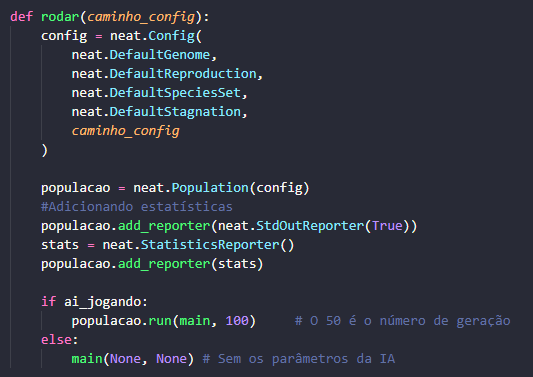 def rodar(caminho_config):
    config = neat.Config(
        neat.DefaultGenome,
        neat.DefaultReproduction,
        neat.DefaultSpeciesSet,
        neat.DefaultStagnation,
        caminho_config
    )
    populacao = neat.Population(config)
    #Adicionando estatísticas
    populacao.add_reporter(neat.StdOutReporter(True))
    stats = neat.StatisticsReporter()
    populacao.add_reporter(stats)
    if ai_jogando:
        populacao.run(main, 100)     # O 50 é o número de geração
    else:
        main(None, None) # Sem os parâmetros da IA